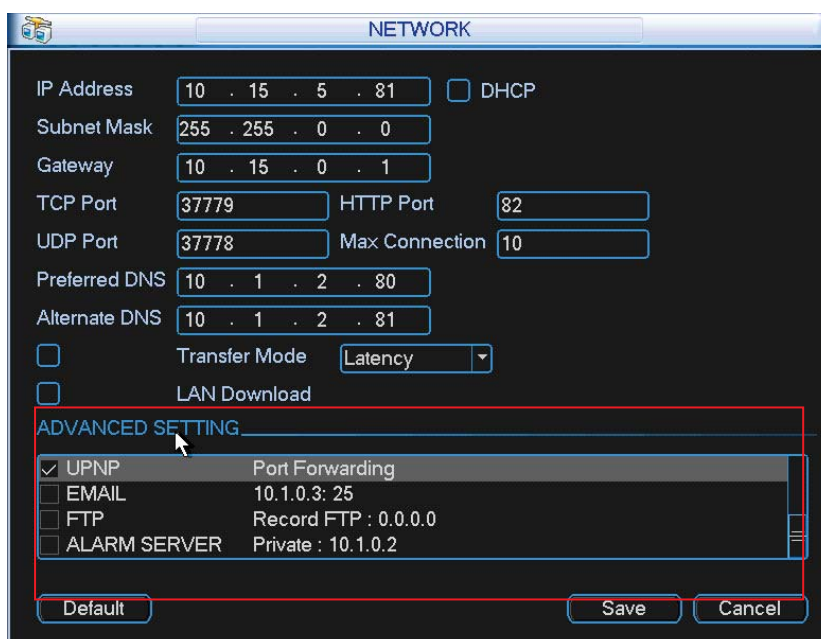 NETWORK
IP Address 10 . 15 . 5 . 81 DHCP
Subnet Mask 255 . 255 . 0 . 0
Gateway 10 . 15 . 0 . 1
TCP Port 37779 HTTP Port 82
UDP Port 37778 Max Connection 10
Preferred DNS 10 . 1 . 2 . 80
Alternate DNS 10 . 1 . 2 . 81
Transfer Mode Latency
LAN Download
ADVANCED SETTING
UPNP Port Forwarding
EMAIL 10.1.0.3: 25
FTP Record FTP : 0.0.0.0
ALARM SERVER Private : 10.1.0.2
Default Save Cancel